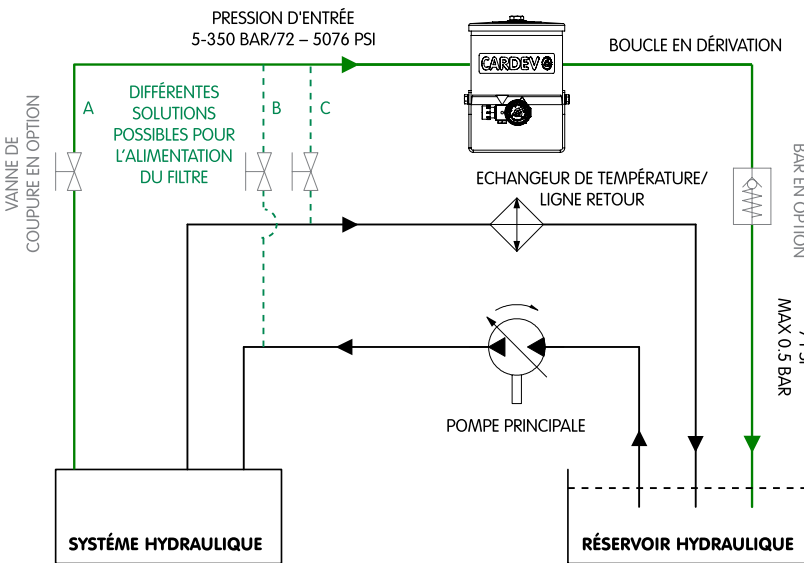 PRESSION D'ENTRÉE
5-350 BAR/72 – 5076 PSI
CARDEV
BOUCLE EN DÉRIVATION
A
DIFFÉRENTES
SOLUTIONS
POSSIBLES POUR
L'ALIMENTATION
DU FILTRE
B
C
VANNE DE
COUPURE EN OPTION
ECHANGEUR DE TEMPÉRATURE/
LIGNE RETOUR
BAR EN OPTION
PSI
MAX 0.5 BAR
POMPE PRINCIPALE
SYSTÉME HYDRAULIQUE
RÉSERVOIR HYDRAULIQUE